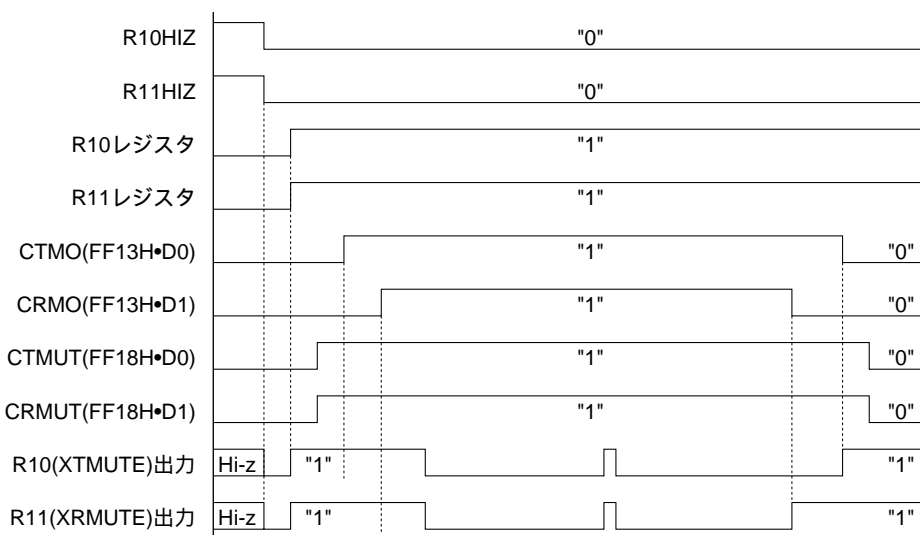 R10HIZ "0"
R11HIZ "0"
R10レジスタ "1"
R11レジスタ "1"
CTMO(FF13H•D0) "1" "0"
CRMO(FF13H•D1) "1" "0"
CTMUT(FF18H•D0) "1" "0"
CRMUT(FF18H•D1) "1" "0"
R10(XTMUTE)出力 Hi-z "1" "1"
R11(XRMUTE)出力 Hi-z "1" "1"